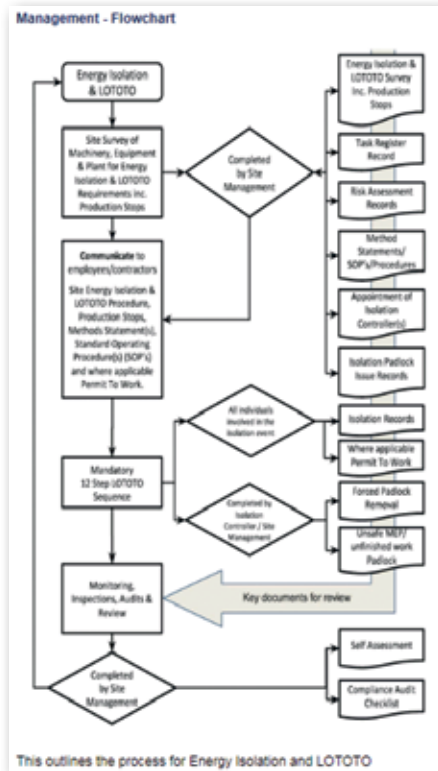 Management - Flowchart
Energy Isolation
& LOTOTO
Site Survey of
Machinery, Equipment
& Plant for Energy
Isolation & LOTOTO
Requirements inc.
Production Stops
Completed
by Site
Management
Energy Isolation &
LOTOTO Survey
Inc. Production
Stops
Task Register
Record
Risk Assessment
Records
Method
Statements/
SOP's/Procedures
Appointment of
Isolation
Controller(s)
Isolation Padlock
Issue Records
Communicate to
employees/contractors
Site Energy Isolation &
LOTOTO Procedure,
Production Stops,
Methods Statement(s),
Standard Operating
Procedure(s) (SOP's)
and where applicable
Permit To Work.
All individuals
involved in the
isolation event
Isolation Records
Where applicable
Permit To Work
Mandatory
12 Step LOTOTO
Sequence
Completed by
Isolation
Controller / Site
Management
Forced Padlock
Removal
Unsafe MEP/
unfinished work
Padlock
Monitoring,
Inspections, Audits &
Review
Key documents for review
Completed
by Site
Management
Self Assessment
Compliance Audit
Checklist
This outlines the process for Energy Isolation and LOTOTO